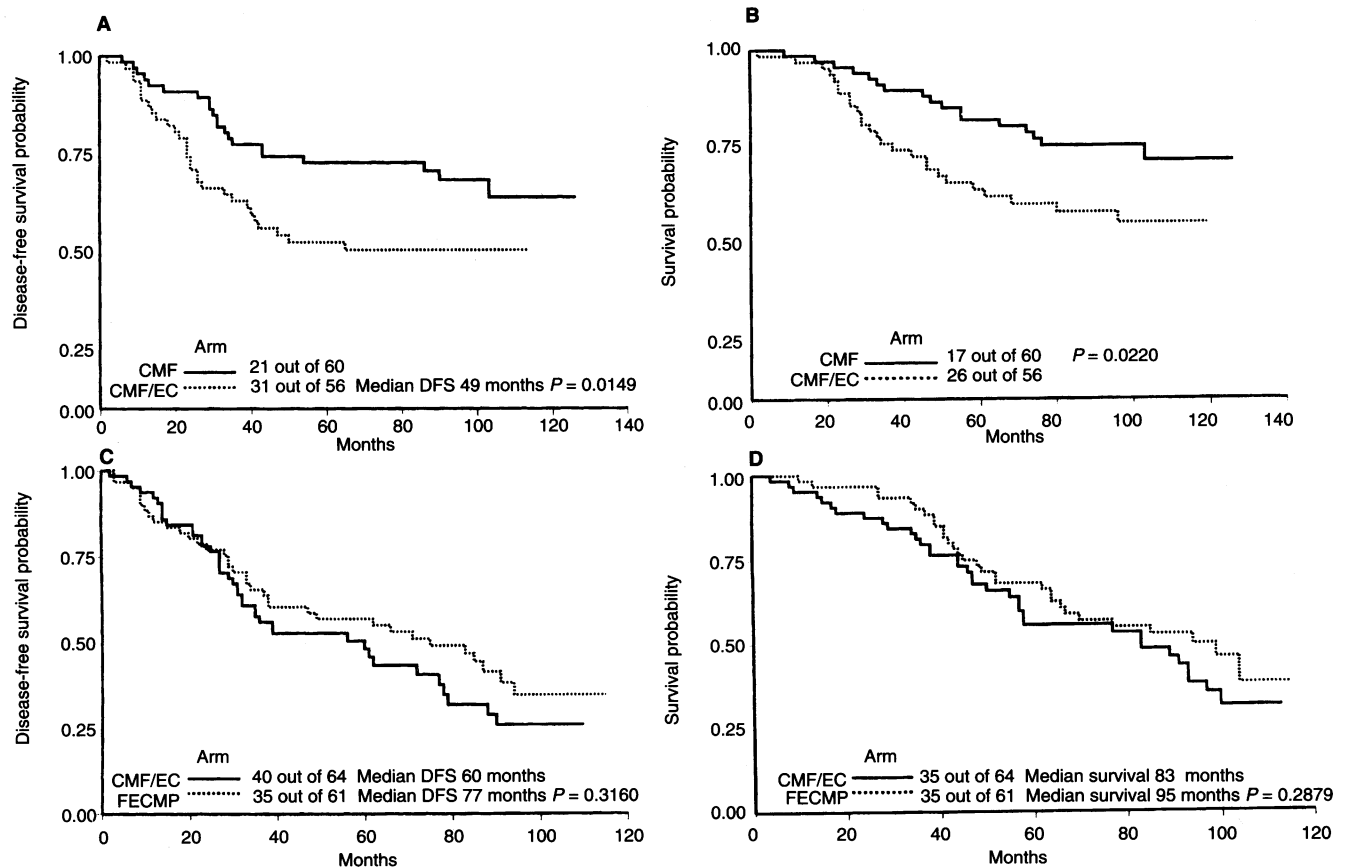 A
Disease-free survival probability
1.00
0.75
0.50
0.25
0.00
Arm
CMF 21 out of 60
CMF/EC 31 out of 56 Median DFS 49 months P = 0.0149
0 20 40 60 80 100 120 140
Months
B
Survival probability
1.00
0.75
0.50
0.25
0.00
Arm
CMF 17 out of 60 P = 0.0220
CMF/EC 26 out of 56
0 20 40 60 80 100 120 140
Months
C
Disease-free survival probability
1.00
0.75
0.50
0.25
0.00
Arm
CMF/EC 40 out of 64 Median DFS 60 months
FECMP 35 out of 61 Median DFS 77 months P = 0.3160
0 20 40 60 80 100 120
Months
D
Survival probability
1.00
0.75
0.50
0.25
0.00
Arm
CMF/EC 35 out of 64 Median survival 83 months
FECMP 35 out of 61 Median survival 95 months P = 0.2879
0 20 40 60 80 100 120
Months